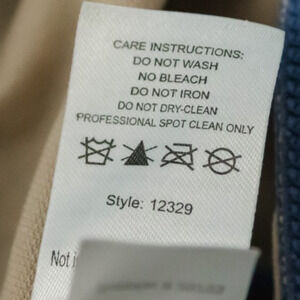 CARE INSTRUCTIONS:
DO NOT WASH
NO BLEACH
DO NOT IRON
DO NOT DRY-CLEAN
PROFESSIONAL SPOT CLEAN ONLY
Style: 12329
Not